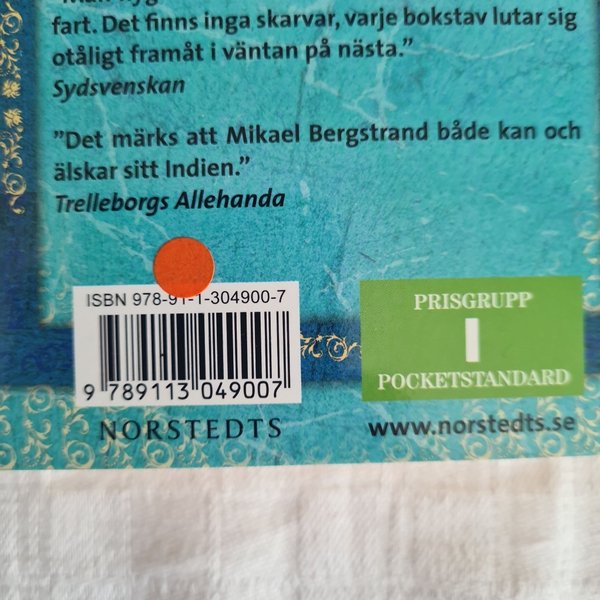 fart. Det finns inga skarvar, varje bokstav lutar sig
otåligt framåt i väntan på nästa.”
Sydsvenskan
”Det märks att Mikael Bergstrand både kan och
älskar sitt Indien.”
Trelleborgs Allehanda
ISBN 978-91-1-304900-7
9 789113 049007
NORSTEDTS
PRISGRUPP
1
POCKETSTANDARD
www.norstedts.se